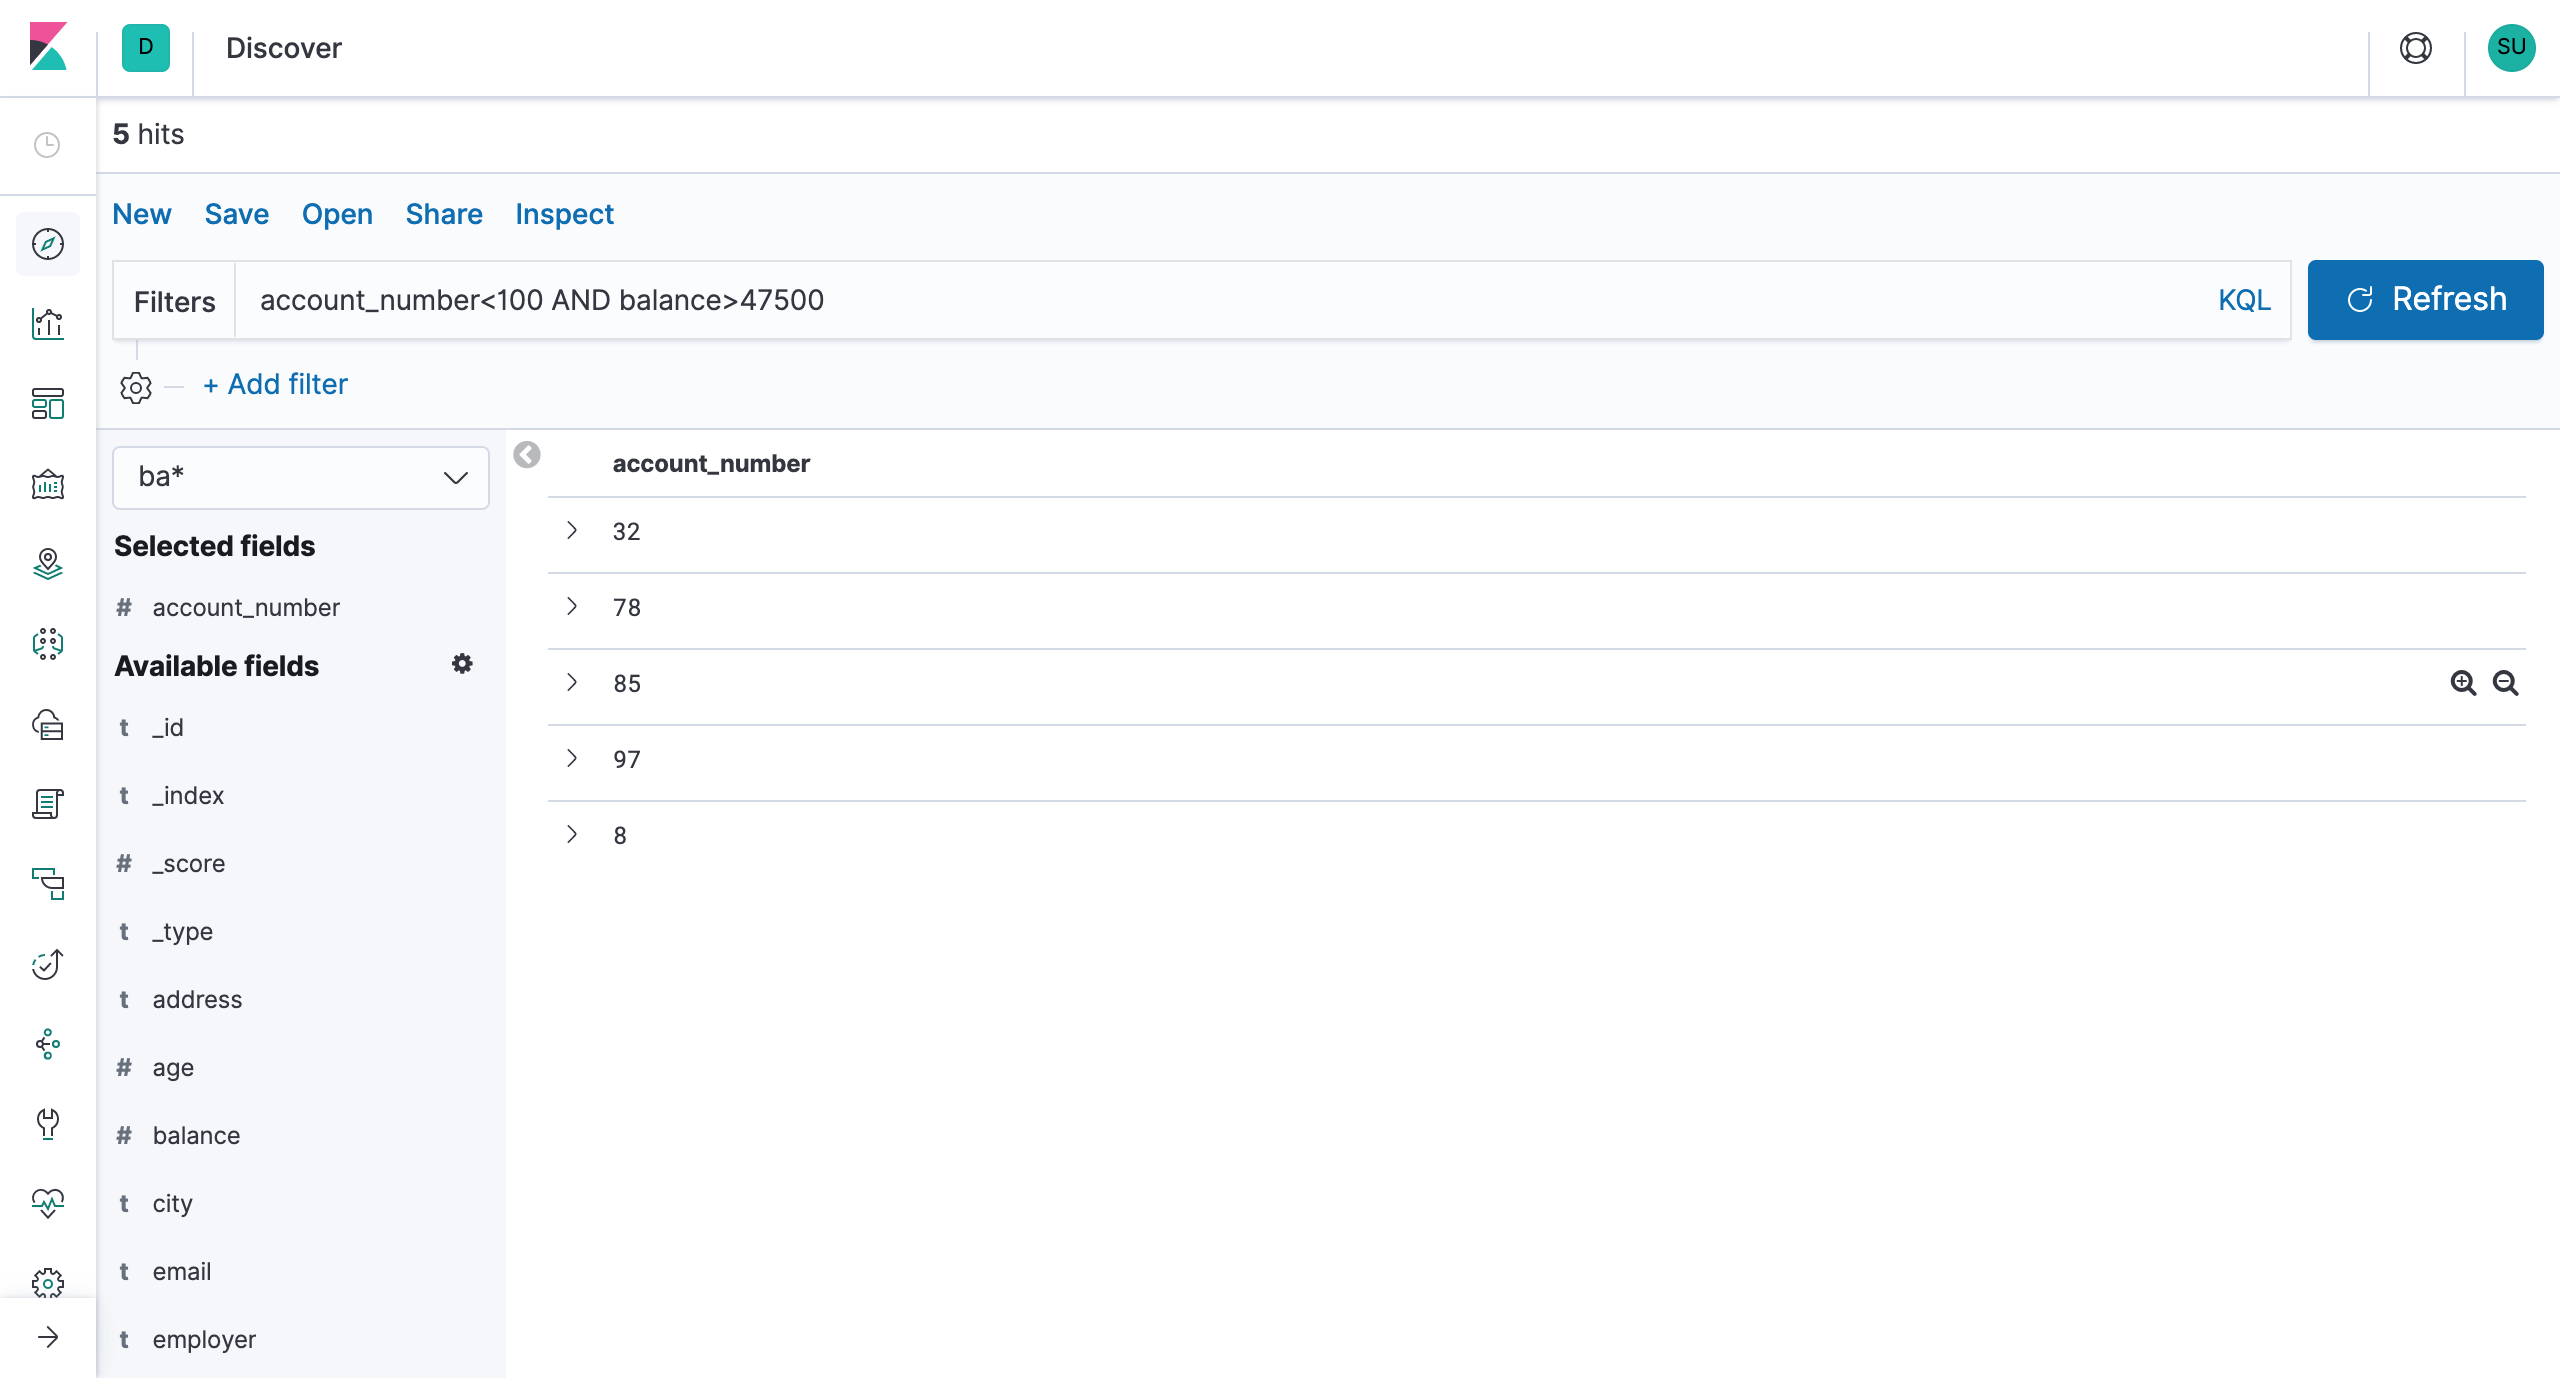 D Discover SU
5 hits
New Save Open Share Inspect
Filters account_number<100 AND balance>47500 KQL Refresh
+ Add filter
ba*
account_number
Selected fields
32
# account_number
78
Available fields
85
t _id
97
t _index
8
# _score
t _type
t address
# age
# balance
t city
t email
t employer